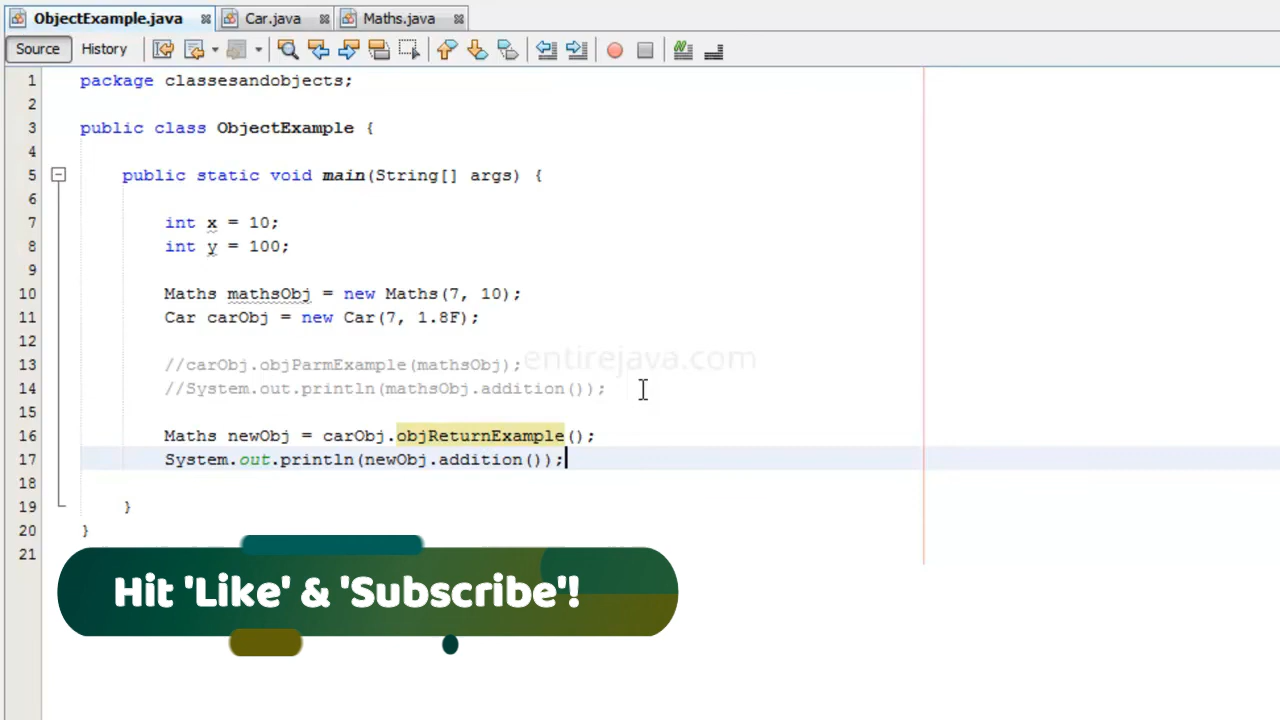 ObjectExample.java Car.java Maths.java
Source History
1 package classesandobjects;
2
3 public class ObjectExample {
4
5 public static void main(String[] args) {
6
7 int x = 10;
8 int y = 100;
9
10 Maths mathsObj = new Maths(7, 10);
11 Car carObj = new Car(7, 1.8F);
12
13 //carObj.objParmExample(mathsObj);
entirejava.com
14 //System.out.println(mathsObj.addition());
15
16 Maths newObj = carObj.objReturnExample();
17 System.out.println(newObj.addition());
18
19 }
20 }
21
Hit 'Like' & 'Subscribe'!